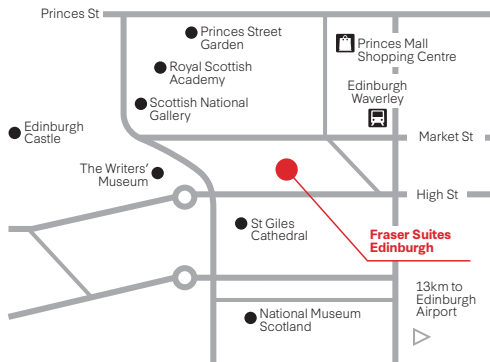 Princes St
Princes Street
Garden
Princes Mall
Shopping Centre
Royal Scottish
Academy
Edinburgh
Waverley
Scottish National
Gallery
Edinburgh
Castle
Market St
The Writers'
Museum
High St
St Giles
Cathedral
Fraser Suites
Edinburgh
13km to
Edinburgh
Airport
National Museum
Scotland